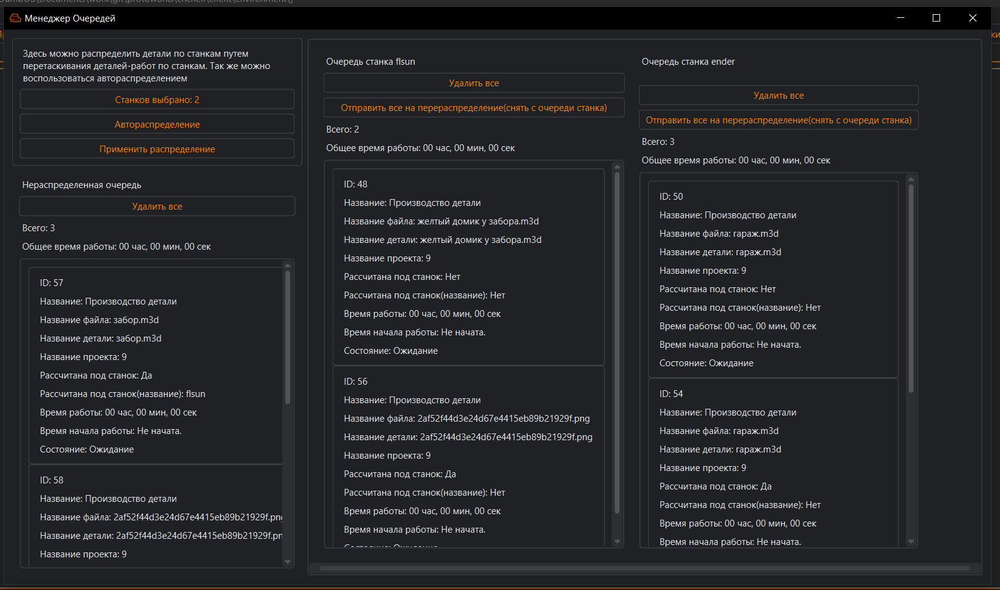 Менеджер Очередей
Здесь можно распределить детали по станкам путем
перетаскивания деталей-работ по станкам. Так же можно
воспользоваться автораспределением
Станков выбрано: 2
Автораспределение
Применить распределение
Нераспределенная очередь
Удалить все
Всего: 3
Общее время работы: 00 час, 00 мин, 00 сек
ID: 57
Название: Производство детали
Название файла: забор.m3d
Название детали: забор.m3d
Название проекта: 9
Рассчитана под станок: Да
Рассчитана под станок(название): flsun
Время работы: 00 час, 00 мин, 00 сек
Время начала работы: Не начата.
Состояние: Ожидание
ID: 58
Название: Производство детали
Название файла: 2af52f44d3e24d67e4415eb89b21929f.png
Название детали: 2af52f44d3e24d67e4415eb89b21929f.pn
Название проекта: 9
Очередь станка flsun
Удалить все
Отправить все на перераспределение(снять с очереди станка)
Всего: 2
Общее время работы: 00 час, 00 мин, 00 сек
ID: 48
Название: Производство детали
Название файла: желтый домик у забора.m3d
Название детали: желтый домик у забора.m3d
Название проекта: 9
Рассчитана под станок: Нет
Рассчитана под станок(название): Нет
Время работы: 00 час, 00 мин, 00 сек
Время начала работы: Не начата.
Состояние: Ожидание
ID: 56
Название: Производство детали
Название файла: 2af52f44d3e24d67e4415eb89b21929f.png
Название детали: 2af52f44d3e24d67e4415eb89b21929f.png
Название проекта: 9
Рассчитана под станок: Да
Рассчитана под станок(название): Нет
Время работы: 00 час, 00 мин, 00 сек
Время начала работы: Не начата.
Очередь станка ender
Удалить все
Отправить все на перераспределение(снять с очереди станка)
Всего: 3
Общее время работы: 00 час, 00 мин, 00 сек
ID: 50
Название: Производство детали
Название файла: гараж.m3d
Название детали: гараж.m3d
Название проекта: 9
Рассчитана под станок: Нет
Рассчитана под станок(название): Нет
Время работы: 00 час, 00 мин, 00 сек
Время начала работы: Не начата.
Состояние: Ожидание
ID: 54
Название: Производство детали
Название файла: гараж.m3d
Название детали: гараж.m3d
Название проекта: 9
Рассчитана под станок: Да
Рассчитана под станок(название): Нет
Время работы: 00 час, 00 мин, 00 сек
Время начала работы: Не начата.